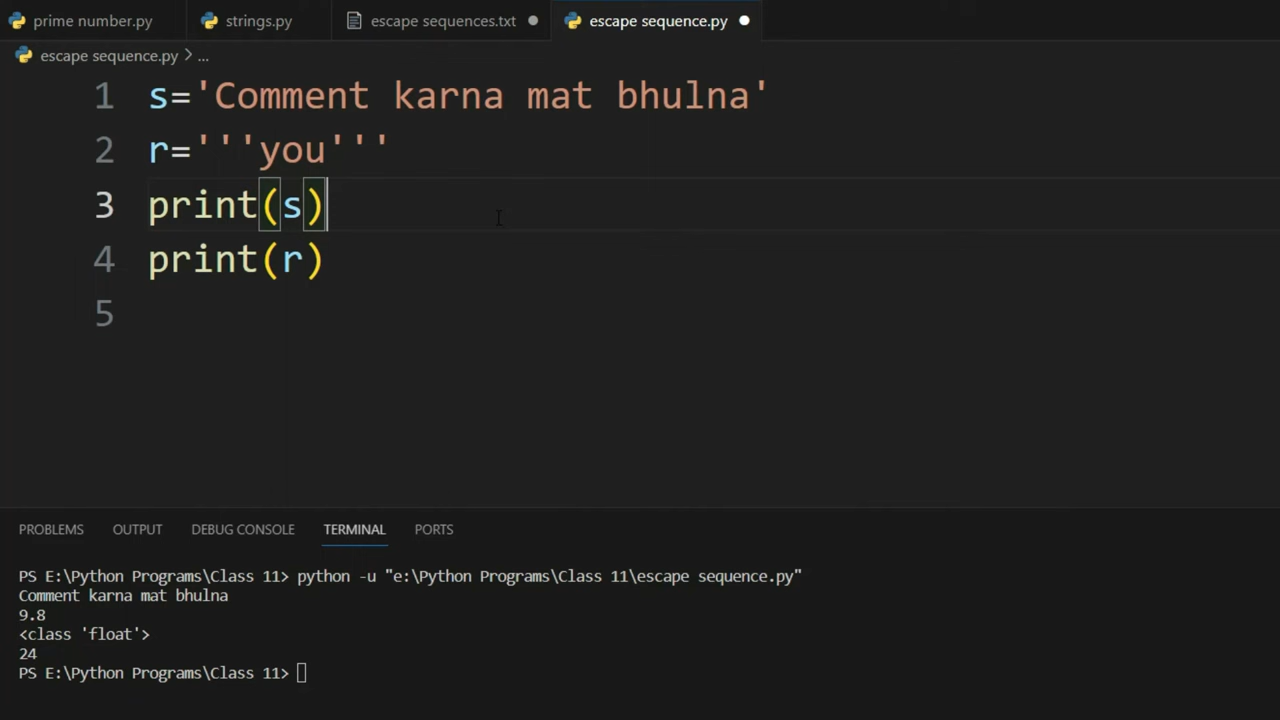 prime number.py strings.py escape sequences.txt escape sequence.py
escape sequence.py > ...
1 s='Comment karna mat bhulna'
2 r='''you'''
3 print(s)
4 print(r)
5
PROBLEMS OUTPUT DEBUG CONSOLE TERMINAL PORTS
PS E:\Python Programs\Class 11> python -u "e:\Python Programs\Class 11\escape sequence.py"
Comment karna mat bhulna
9.8
<class 'float'>
24
PS E:\Python Programs\Class 11>